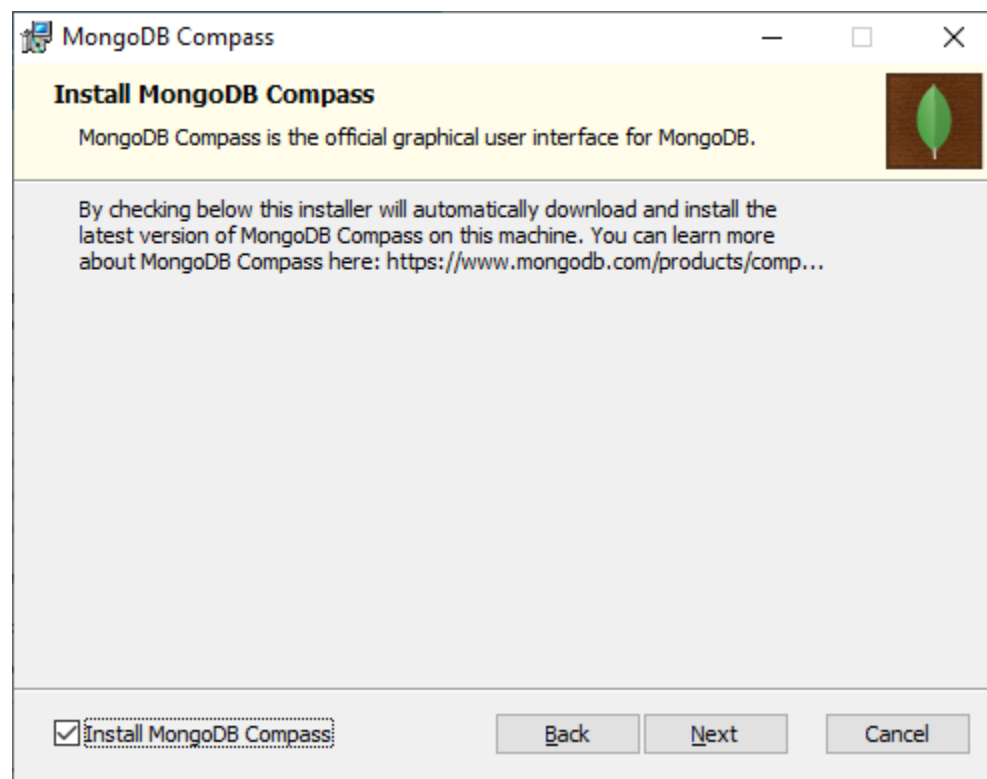 MongoDB Compass
Install MongoDB Compass
MongoDB Compass is the official graphical user interface for MongoDB.
By checking below this installer will automatically download and install the
latest version of MongoDB Compass on this machine. You can learn more
about MongoDB Compass here: https://www.mongodb.com/products/comp...
Install MongoDB Compass
Back
Next
Cancel